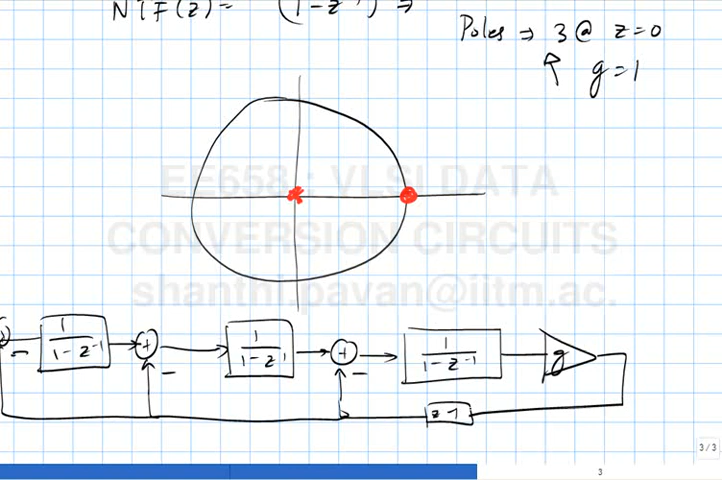 NTF(z) = (1-z⁻¹) ⇒
Poles ⇒ 3 @ z=0
g=1
EE658 : VLSI DATA
CONVERSION CIRCUITS
shanthi.pavan@iitm.ac.
1/(1-z⁻¹) + 1/(1-z⁻¹) + 1/(1-z⁻¹) g
- - -
z-1
3/3
3